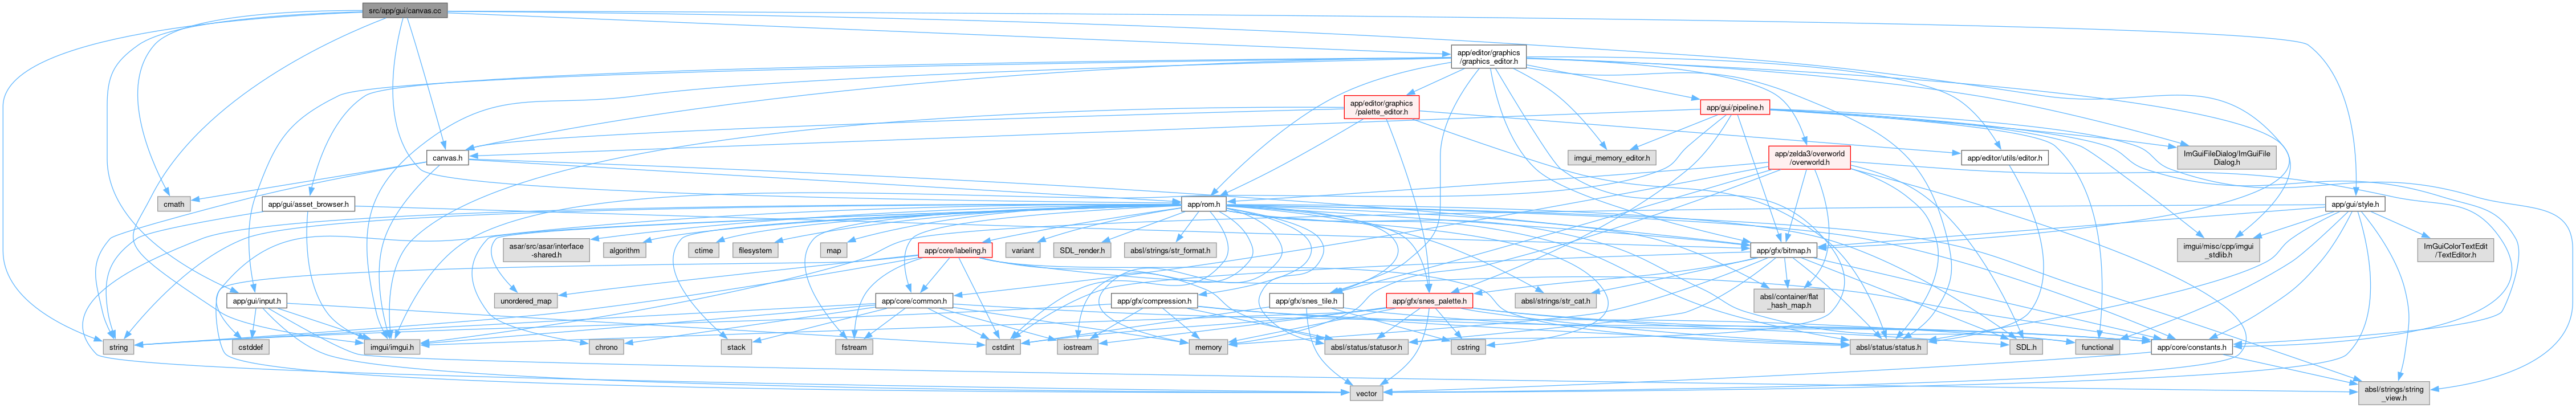 src/app/gui/canvas.cc
app/editor/graphics
/graphics_editor.h
app/editor/graphics
/palette_editor.h
app/gui/pipeline.h
canvas.h
imgui_memory_editor.h
app/zelda3/overworld
/overworld.h
app/editor/utils/editor.h
ImGuiFileDialog/ImGuiFile
Dialog.h
cmath
app/gui/asset_browser.h
app/rom.h
app/gui/style.h
asar/src/asar/interface
-shared.h
algorithm
ctime
filesystem
map
app/core/labeling.h
variant
SDL_render.h
absl/strings/str_format.h
app/gfx/bitmap.h
imgui/misc/cpp/imgui
_stdlib.h
ImGuiColorTextEdit
/TextEditor.h
app/gui/input.h
unordered_map
app/core/common.h
app/gfx/compression.h
app/gfx/snes_tile.h
app/gfx/snes_palette.h
absl/strings/str_cat.h
absl/container/flat
_hash_map.h
string
cstddef
imgui/imgui.h
chrono
stack
fstream
cstdint
iostream
memory
absl/status/statusor.h
cstring
absl/status/status.h
SDL.h
functional
app/core/constants.h
vector
absl/strings/string
_view.h